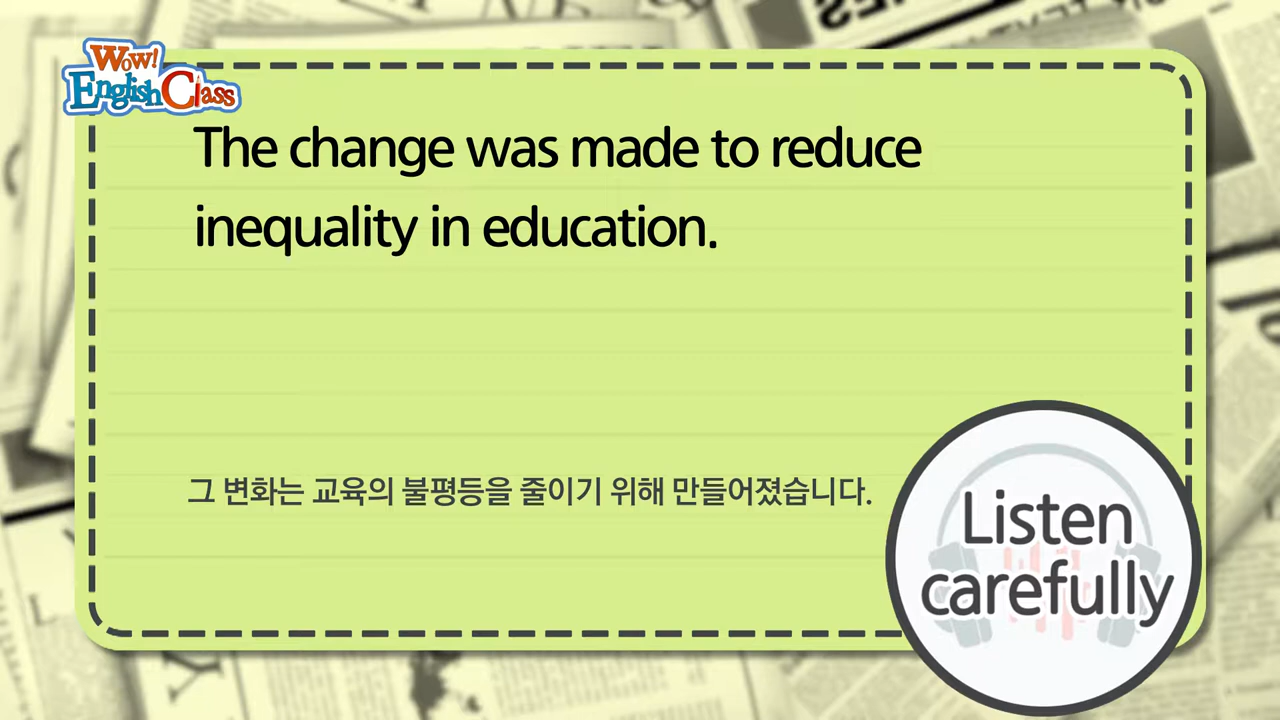 Wow!
English Class
The change was made to reduce
inequality in education.
그 변화는 교육의 불평등을 줄이기 위해 만들어졌습니다.
Listen
carefully